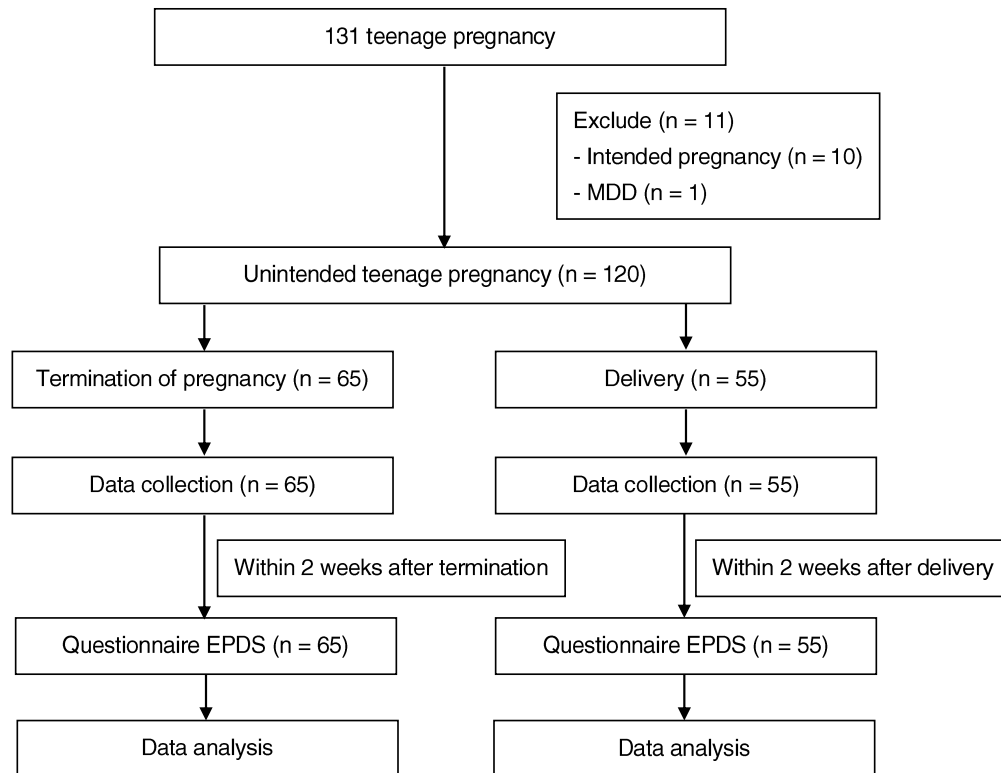 131 teenage pregnancy
Exclude (n = 11)
- Intended pregnancy (n = 10)
- MDD (n = 1)
Unintended teenage pregnancy (n = 120)
Termination of pregnancy (n = 65)
Delivery (n = 55)
Data collection (n = 65)
Data collection (n = 55)
Within 2 weeks after termination
Within 2 weeks after delivery
Questionnaire EPDS (n = 65)
Questionnaire EPDS (n = 55)
Data analysis
Data analysis